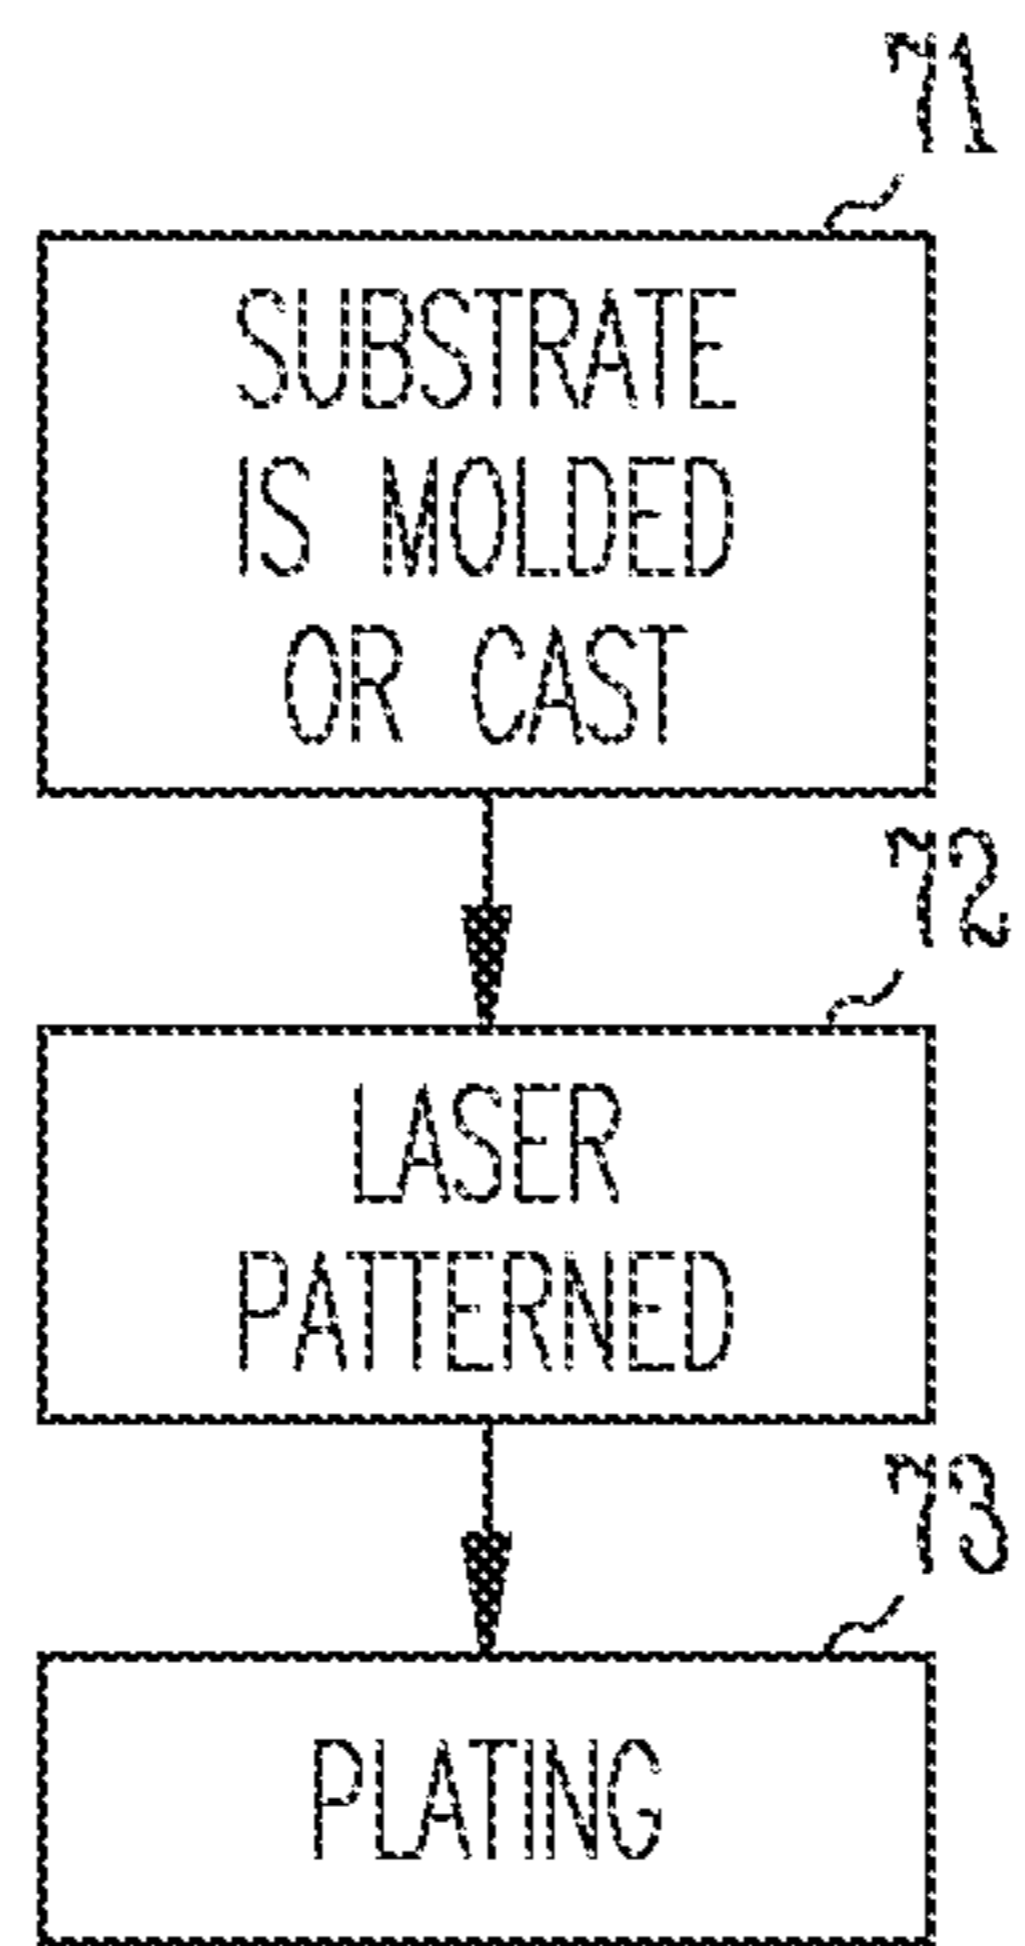 71
SUBSTRATE
IS MOLDED
OR CAST
72
LASER
PATTERNED
73
PLATING